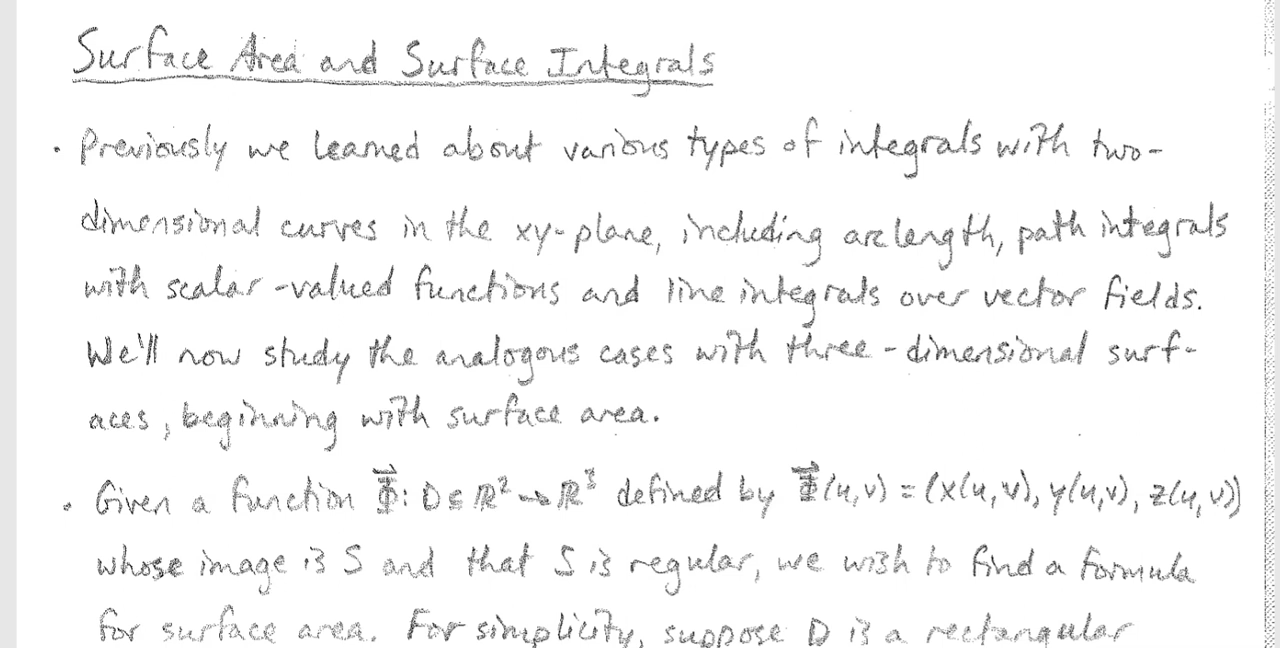 Surface Area and Surface Integrals
· Previously we learned about various types of integrals with two-
dimensional curves in the xy-plane, including arclength, path integrals
with scalar-valued functions and line integrals over vector fields.
We'll now study the analogous cases with three-dimensional surf-
aces, beginning with surface area.
· Given a function Φ⃗: D⊆ℝ²→ℝ³ defined by Φ⃗(u,v) = (x(u,v), y(u,v), z(u,v))
whose image is S and that S is regular, we wish to find a formula
for surface area. For simplicity, suppose D is a rectangular